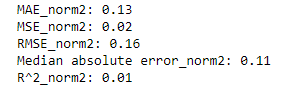 MAE_norm2: 0.13
MSE_norm2: 0.02
RMSE_norm2: 0.16
Median absolute error_norm2: 0.11
R^2_norm2: 0.01